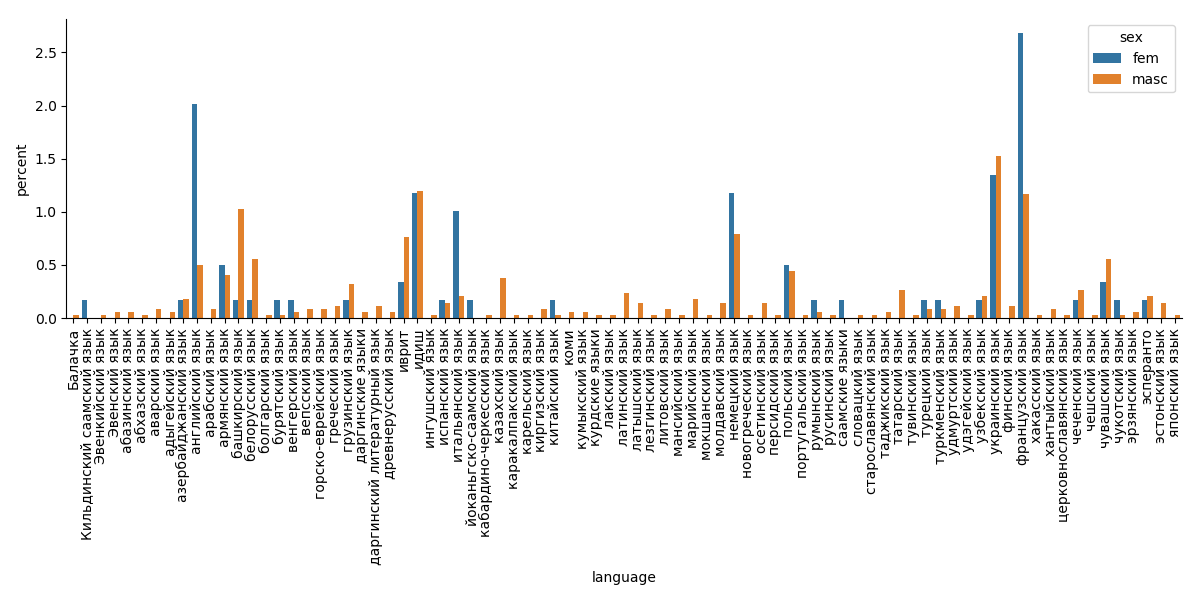 percent
2.5
2.0
1.5
1.0
0.5
0.0
sex
fem
masc
Балачка
Кильдинский саамский язык
Эвенкийский язык
Эвенский язык
абазинский язык
абхазский язык
аварский язык
адыгейский язык
азербайджанский язык
английский язык
арабский язык
армянский язык
башкирский язык
белорусский язык
болгарский язык
бурятский язык
венгерский язык
вепсский язык
горско-еврейский язык
греческий язык
грузинский язык
даргинские языки
даргинский литературный язык
древнерусский язык
иврит
идиш
ингушский язык
испанский язык
итальянский язык
йоканьгско-саамский язык
кабардино-черкесский язык
казахский язык
каракалпакский язык
карельский язык
киргизский язык
китайский язык
коми
кумыкский язык
курдские языки
лакский язык
латинский язык
латышский язык
лезгинский язык
литовский язык
мансийский язык
марийский язык
мокшанский язык
молдавский язык
немецкий язык
новогреческий язык
осетинский язык
персидский язык
польский язык
португальский язык
румынский язык
русинский язык
саамские языки
словацкий язык
старославянский язык
таджикский язык
татарский язык
тувинский язык
турецкий язык
туркменский язык
удмуртский язык
удэгейский язык
узбекский язык
украинский язык
финский язык
французский язык
хакасский язык
хантыйский язык
церковнославянский язык
чеченский язык
чешский язык
чувашский язык
чукотский язык
эрзянский язык
эсперанто
эстонский язык
японский язык
language